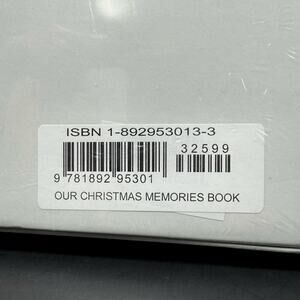 ISBN 1-892953013-3
32599
9 781892 95301
OUR CHRISTMAS MEMORIES BOOK